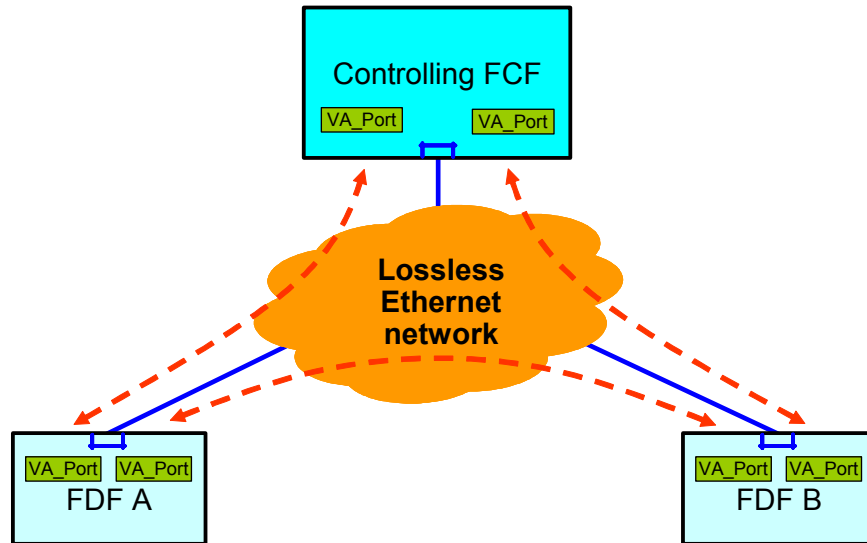 Controlling FCF
VA_Port
VA_Port
Lossless
Ethernet
network
VA_Port
VA_Port
FDF A
VA_Port
VA_Port
FDF B